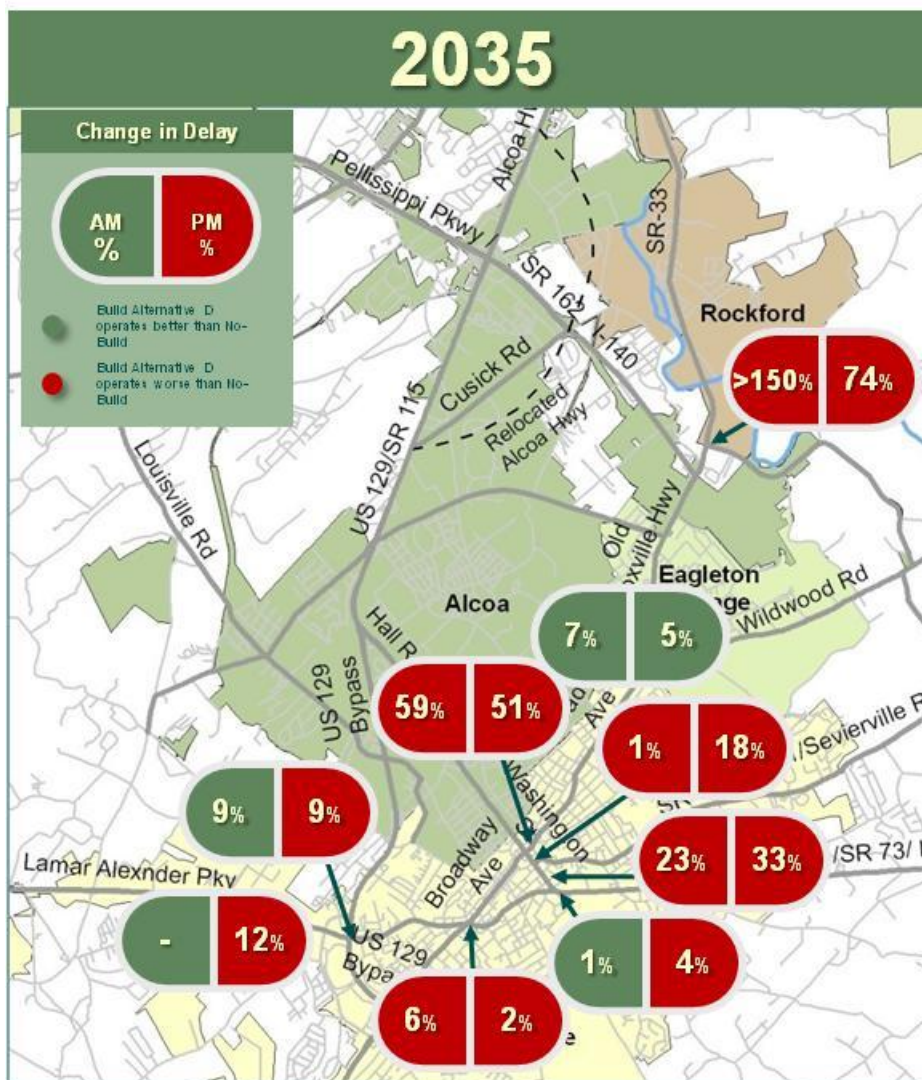 2035
Change in Delay
AM
%
PM
%
Build Alternative D
operates better than No-
Build
Build Alternative D
operates worse than No-
Build
Alcoa
Pellissippi Pkwy
SR-33
SR 162
I-140
Rockford
>150% 74%
Cusick Rd
Relocated
Alcoa Hwy
US 129/SR 115
Louisville Rd
Old
oxville Hwy
Eagleton
Wildwood Rd
Alcoa
7% 5%
Hall R
US 129
Bypass
59% 51%
Ave
1% 18%
/Sevierville R
SR
Washington
9% 9%
Broadway
Ave
23% 33%
/SR 73/
Lamar Alexnder Pkv
- 12%
US 129
Bypa
1% 4%
6% 2%
e